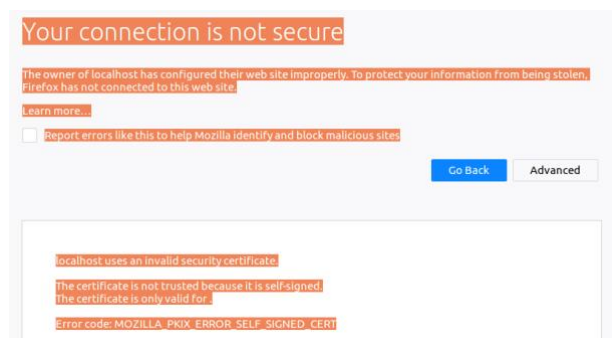 Your connection is not secure
The owner of localhost has configured their web site improperly. To protect your information from being stolen,
Firefox has not connected to this web site.
Learn more…
Report errors like this to help Mozilla identify and block malicious sites
Go Back Advanced
localhost uses an invalid security certificate.
The certificate is not trusted because it is self-signed.
The certificate is only valid for .
Error code: MOZILLA_PKIX_ERROR_SELF_SIGNED_CERT